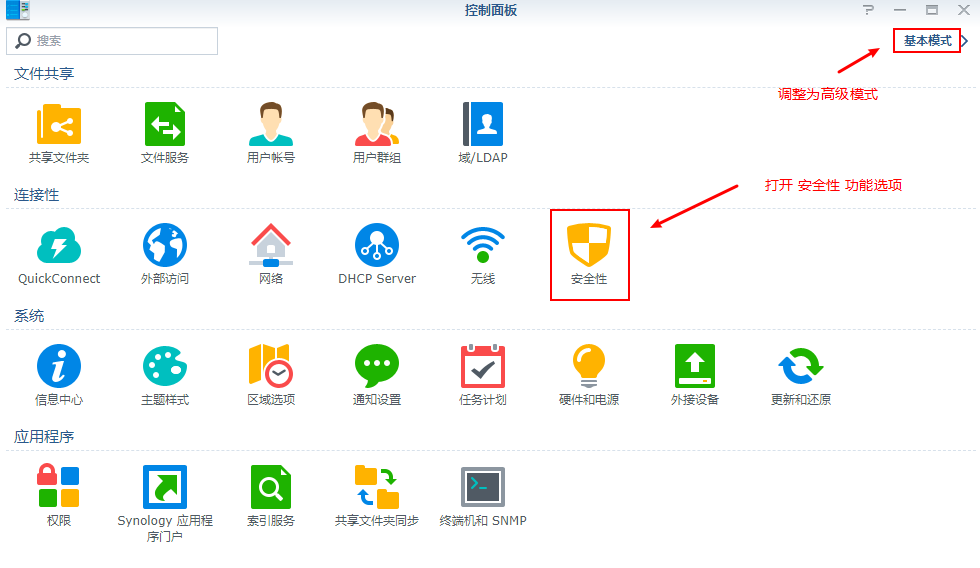 控制面板
搜索
基本模式
调整为高级模式
文件共享
共享文件夹
文件服务
用户帐号
用户群组
域/LDAP
连接性
打开 安全性 功能选项
QuickConnect
外部访问
网络
DHCP Server
无线
安全性
系统
信息中心
主题样式
区域选项
通知设置
任务计划
硬件和电源
外接设备
更新和还原
应用程序
权限
Synology 应用程
序门户
索引服务
共享文件夹同步
终端机和 SNMP